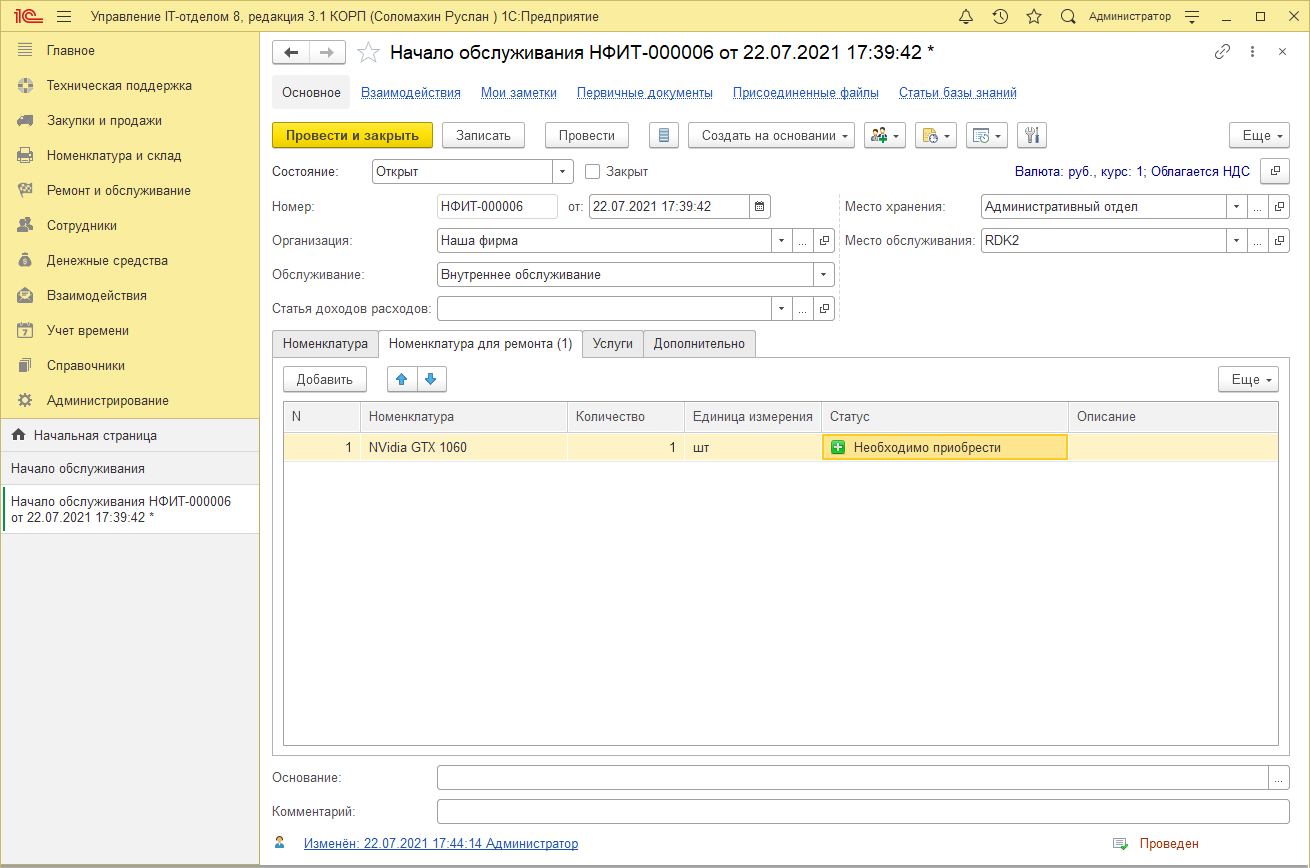 1С Управление IT-отделом 8, редакция 3.1 КОРП (Соломахин Руслан ) 1С:Предприятие Администратор
Главное
Техническая поддержка
Закупки и продажи
Номенклатура и склад
Ремонт и обслуживание
Сотрудники
Денежные средства
Взаимодействия
Учет времени
Справочники
Администрирование
Начальная страница
Начало обслуживания
Начало обслуживания НФИТ-000006
от 22.07.2021 17:39:42 *
Начало обслуживания НФИТ-000006 от 22.07.2021 17:39:42 *
Основное Взаимодействия Мои заметки Первичные документы Присоединенные файлы Статьи базы знаний
Провести и закрыть Записать Провести Создать на основании Еще
Состояние: Открыт Закрыт Валюта: руб., курс: 1; Облагается НДС
Номер: НФИТ-000006 от: 22.07.2021 17:39:42 Место хранения: Административный отдел ...
Организация: Наша фирма ... Место обслуживания: RDK2 ...
Обслуживание: Внутреннее обслуживание
Статья доходов расходов: ...
Номенклатура Номенклатура для ремонта (1) Услуги Дополнительно
Добавить Еще
N Номенклатура Количество Единица измерения Статус Описание
1 NVidia GTX 1060 1 шт Необходимо приобрести
Основание: ...
Комментарий:
Изменён: 22.07.2021 17:44:14 Администратор Проведен